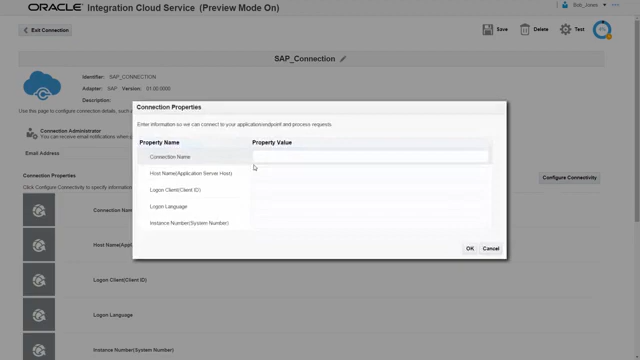 ORACLE Integration Cloud Service (Preview Mode On)
Bob_Jones
Exit Connection
Save
Delete
Test
SAP_Connection
Identifier: SAP_CONNECTION
Adapter: SAP Version: 01.00.0000
Description:
Use this page to configure connection details, such
Connection Administrator
You can receive email notifications when
Email Address
Connection Properties
Click Configure Connectivity to specify
Configure Connectivity
Connection Name
Host Name(Appli
Logon Client(Client ID)
Logon Language
Instance Number(System Number)
Connection Properties
Enter information so we can connect to your application/endpoint and process requests.
Property Name Property Value
Connection Name
Host Name(Application Server Host)
Logon Client(Client ID)
Logon Language
Instance Number(System Number)
OK Cancel